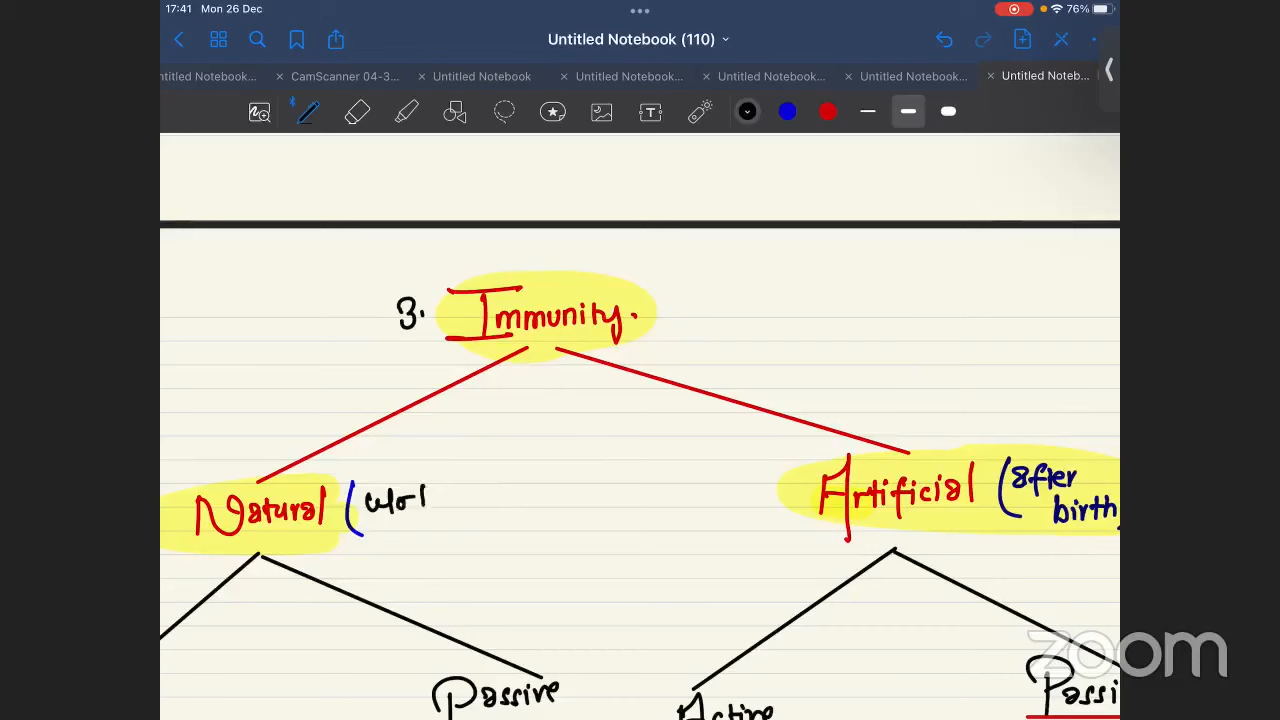 17:41 Mon 26 Dec
76%
Untitled Notebook (110)
ntitled Notebook...
CamScanner 04-3...
Untitled Notebook
Untitled Notebook...
Untitled Notebook...
Untitled Notebook...
Untitled Noteb...
3. Immunity.
Natural (
Artificial (after
birth
Passive
Active
Passi
zoom